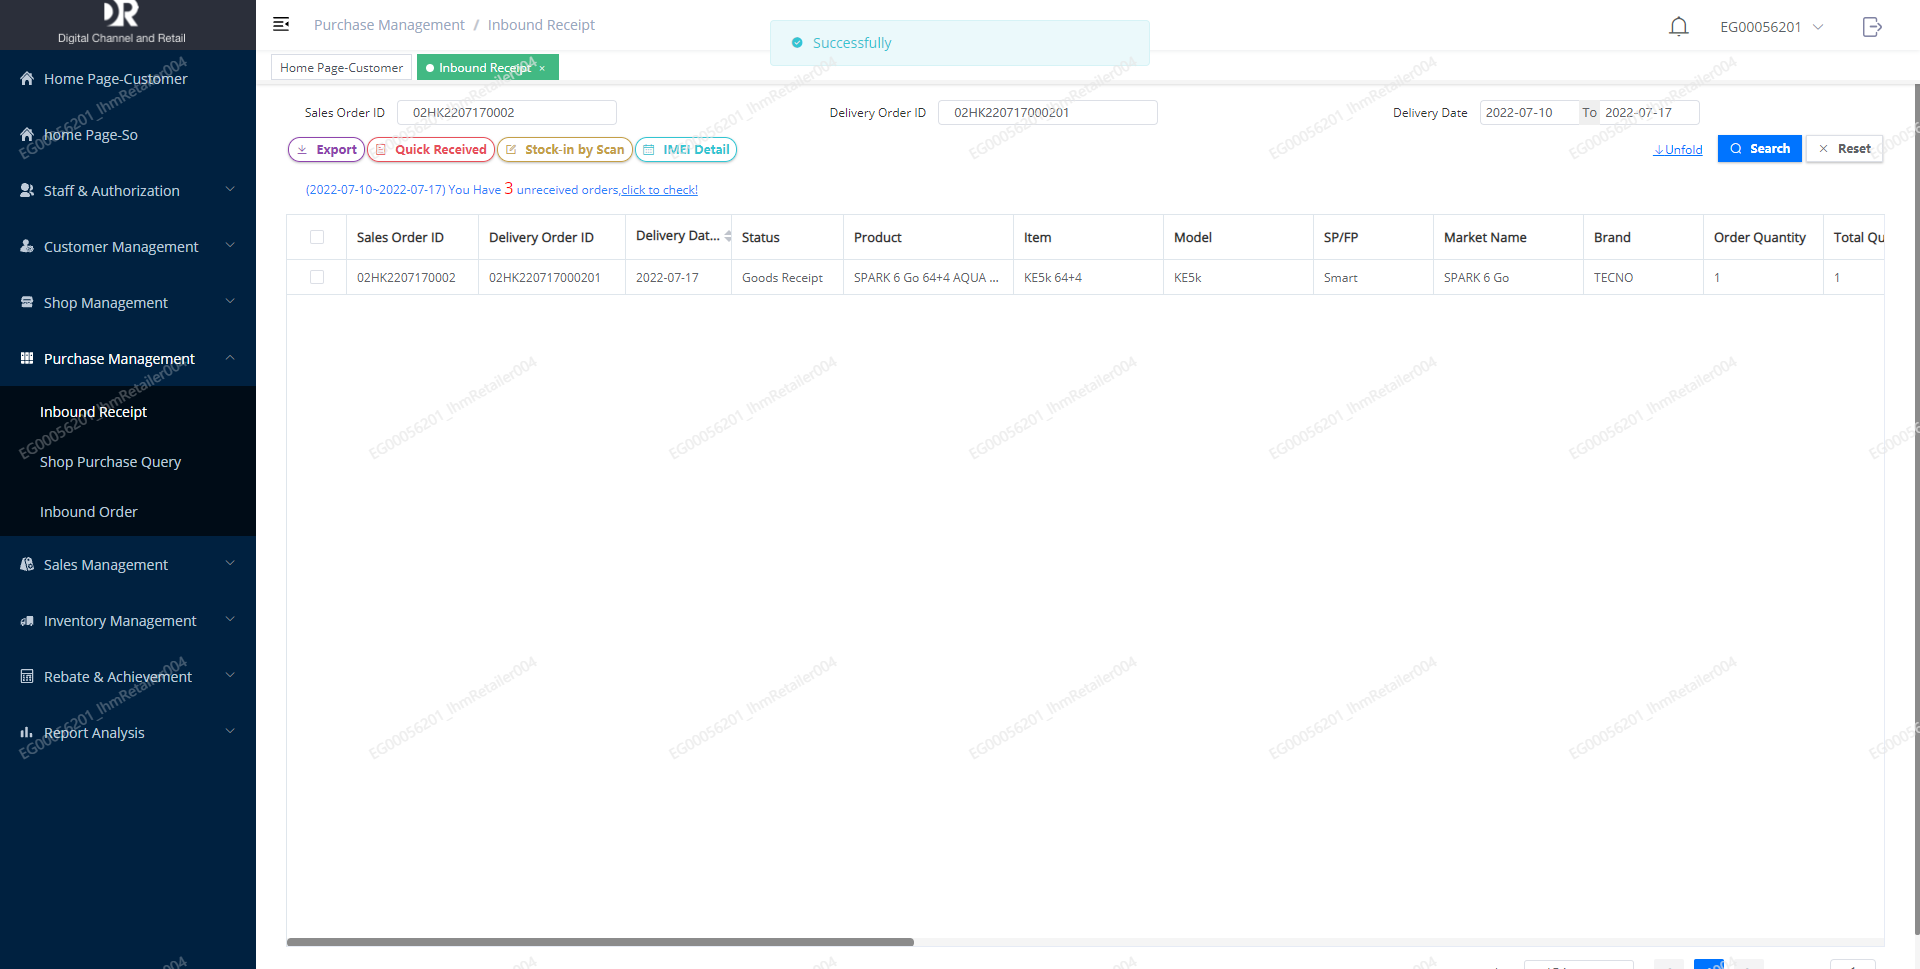 DR
Digital Channel and Retail
Purchase Management / Inbound Receipt
Successfully
EG00056201
Home Page-Customer
Inbound Receipt ×
Home Page-Customer
home Page-So
Staff & Authorization
Customer Management
Shop Management
Purchase Management
Inbound Receipt
Shop Purchase Query
Inbound Order
Sales Management
Inventory Management
Rebate & Achievement
Report Analysis
Sales Order ID 02HK2207170002 Delivery Order ID 02HK220717000201 Delivery Date 2022-07-10 To 2022-07-17
Export Quick Received Stock-in by Scan IMEI Detail Unfold Search Reset
(2022-07-10~2022-07-17) You Have 3 unreceived orders,click to check!
Sales Order ID Delivery Order ID Delivery Dat... Status Product Item Model SP/FP Market Name Brand Order Quantity Total Qu
02HK2207170002 02HK220717000201 2022-07-17 Goods Receipt SPARK 6 Go 64+4 AQUA ... KE5k 64+4 KE5k Smart SPARK 6 Go TECNO 1 1
EG00056201_lhmRetailer004